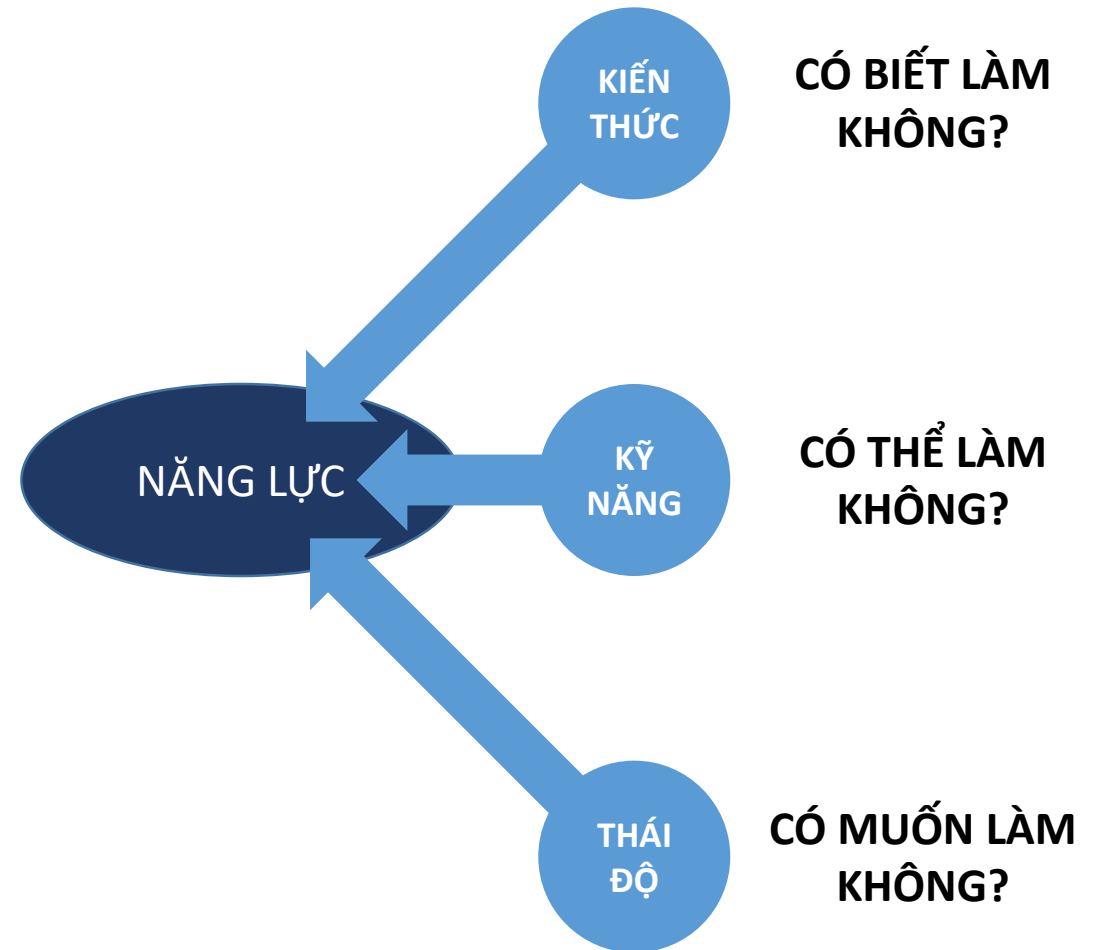 KIẾN
THỨC
CÓ BIẾT LÀM
KHÔNG?
NĂNG LỰC
KỸ
NĂNG
CÓ THỂ LÀM
KHÔNG?
THÁI
ĐỘ
CÓ MUỐN LÀM
KHÔNG?